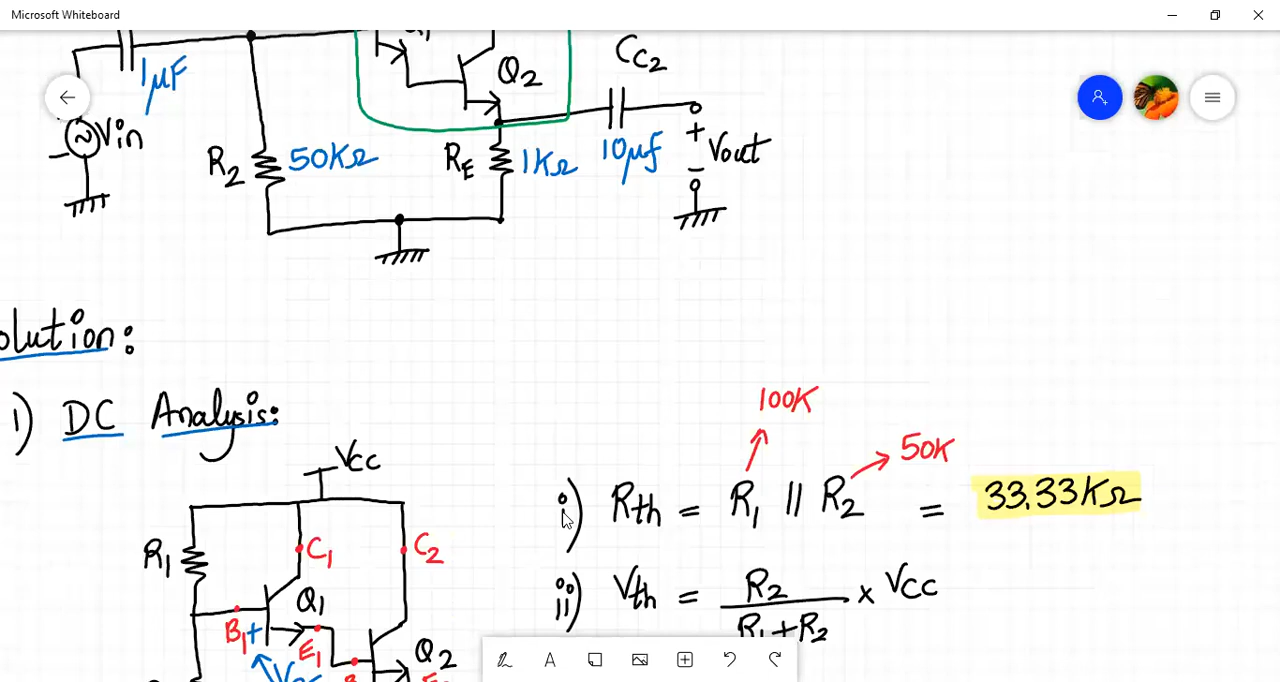 Microsoft Whiteboard
Q2
CC2
1μF
Vin
R2 50KΩ
RE 1KΩ
10μf
+
Vout
-
olution:
1) DC Analysis:
100K
50K
i) Rth = R1 || R2 = 33.33KΩ
ii) Vth = R2 / R1+R2 × VCC
VCC
R1
C1
C2
Q1
B1 +
E1
Q2